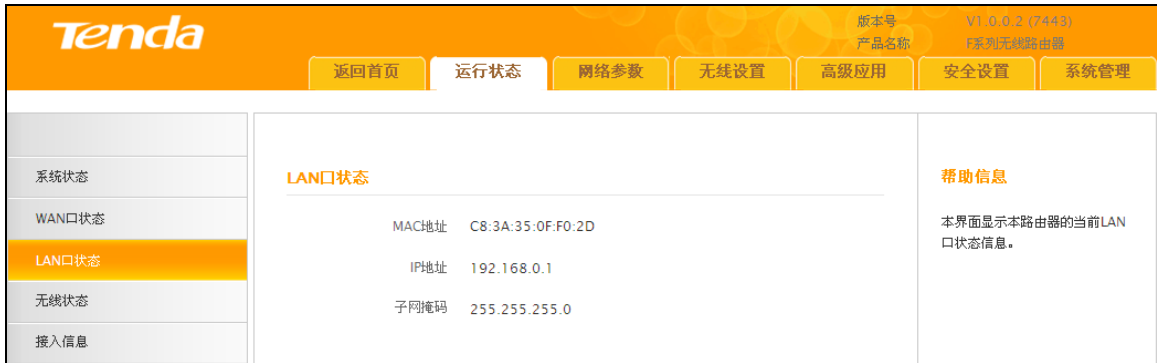 Tenda
版本号 V1.0.0.2 (7443)
产品名称 F系列无线路由器
返回首页 运行状态 网络参数 无线设置 高级应用 安全设置 系统管理
系统状态
WAN口状态
LAN口状态
无线状态
接入信息
LAN口状态
MAC地址 C8:3A:35:0F:F0:2D
IP地址 192.168.0.1
子网掩码 255.255.255.0
帮助信息
本界面显示本路由器的当前LAN
口状态信息。